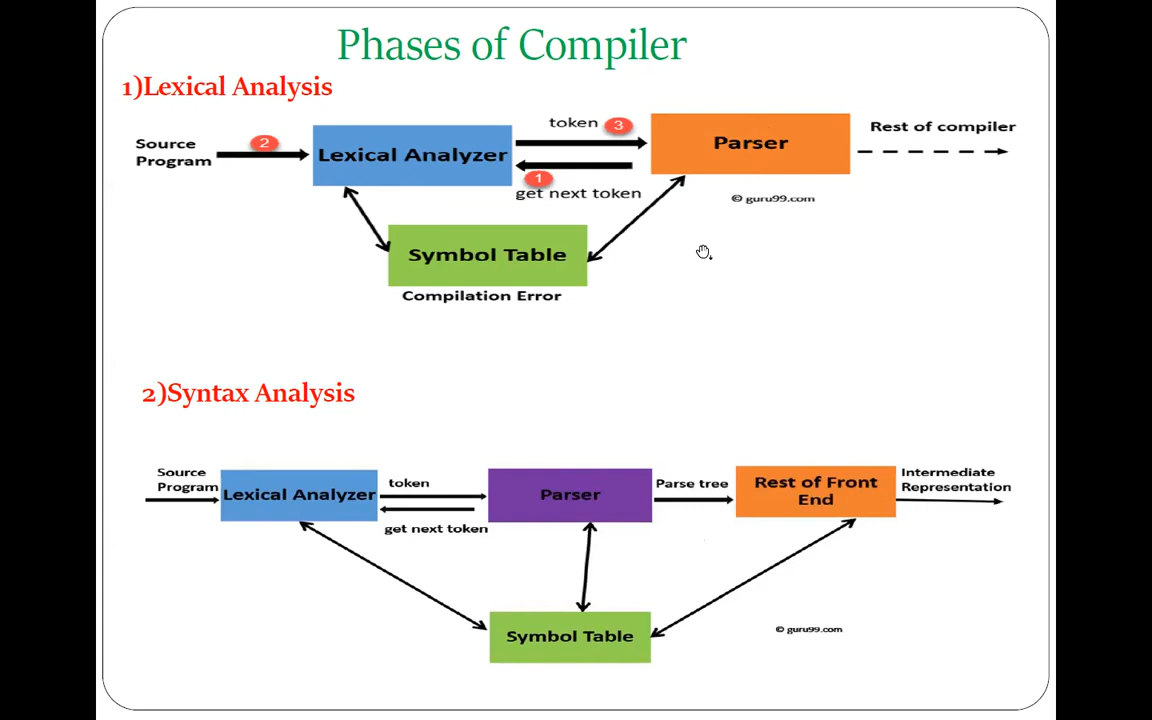 Phases of Compiler
1)Lexical Analysis
Source
Program
2
Lexical Analyzer
token
3
1
get next token
Parser
Rest of compiler
© guru99.com
Symbol Table
Compilation Error
2)Syntax Analysis
Source
Program
Lexical Analyzer
token
get next token
Parser
Parse tree
Rest of Front
End
Intermediate
Representation
Symbol Table
© guru99.com